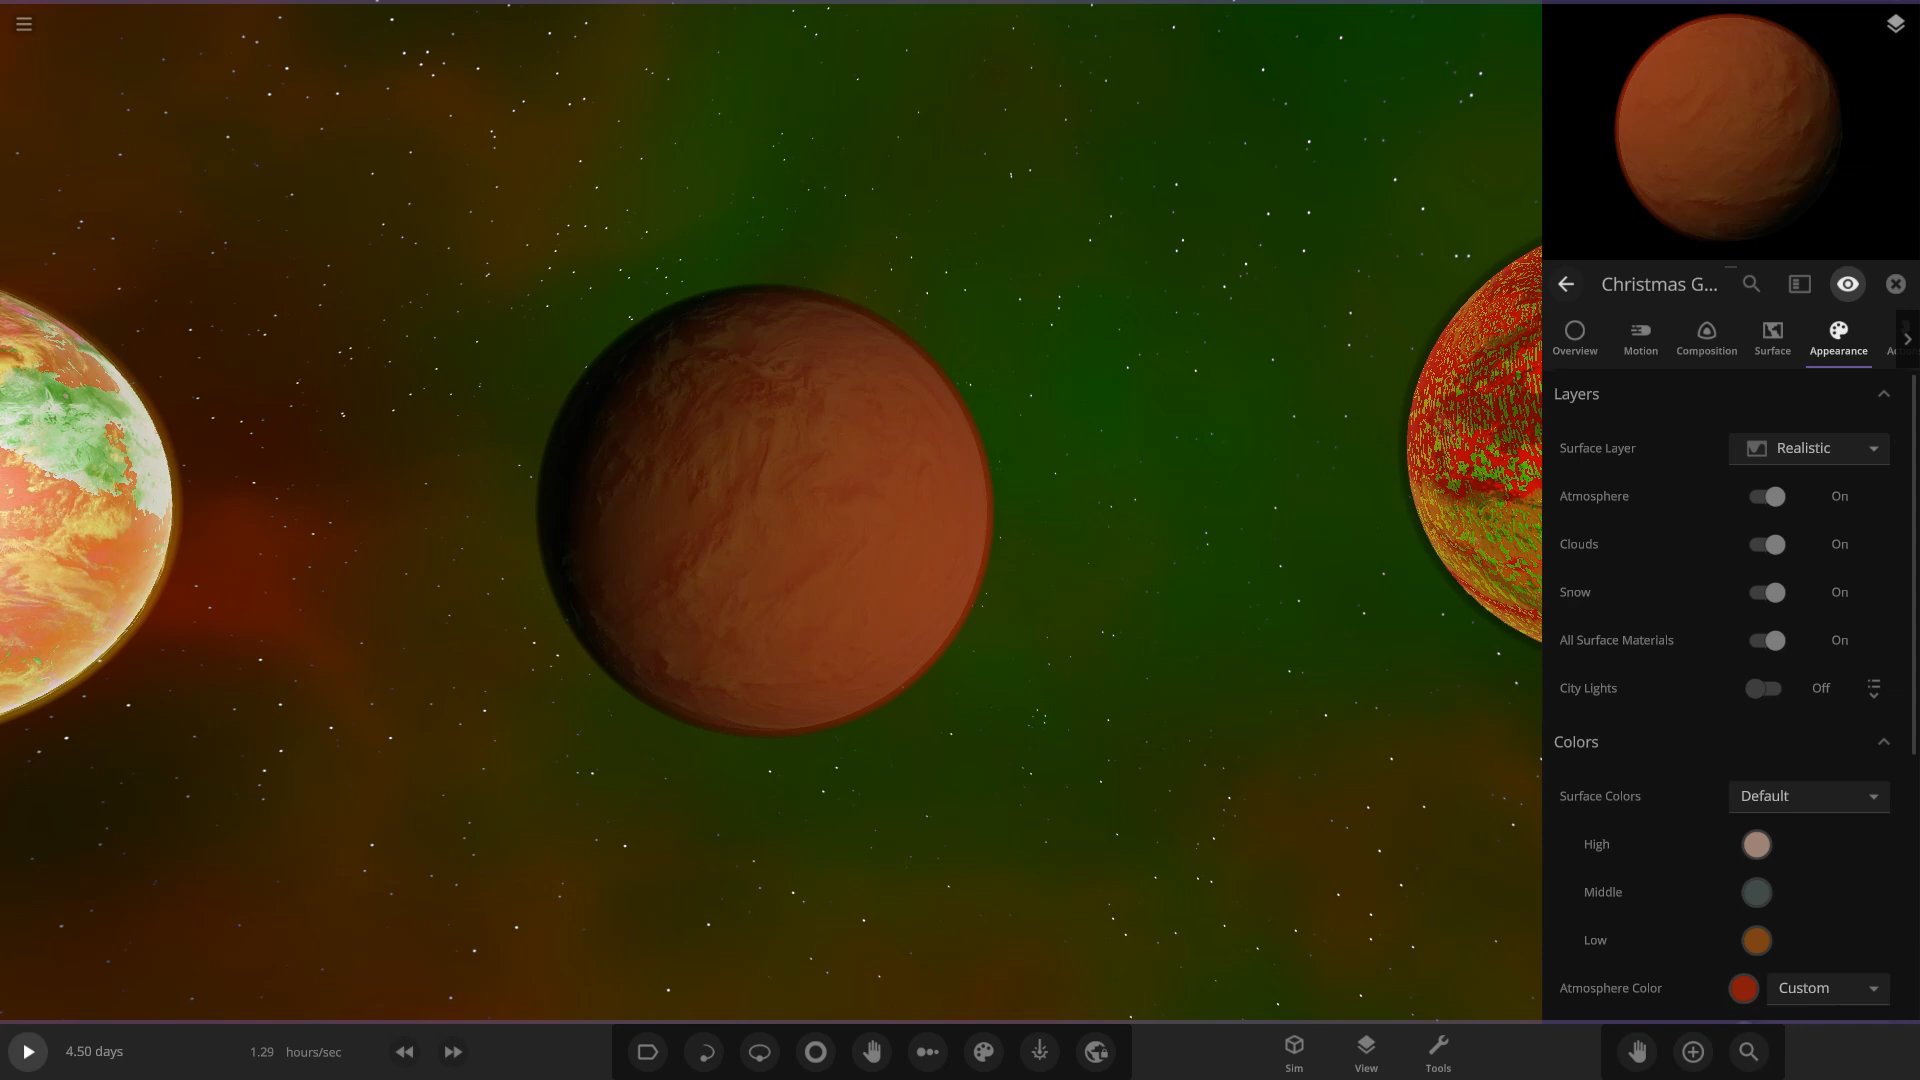 Christmas G...
Overview
Motion
Composition
Surface
Appearance
Layers
Surface Layer
Realistic
Atmosphere
On
Clouds
On
Snow
On
All Surface Materials
On
City Lights
Off
Colors
Surface Colors
Default
High
Middle
Low
Atmosphere Color
Custom
4.50 days
1.29 hours/sec
Sim
View
Tools